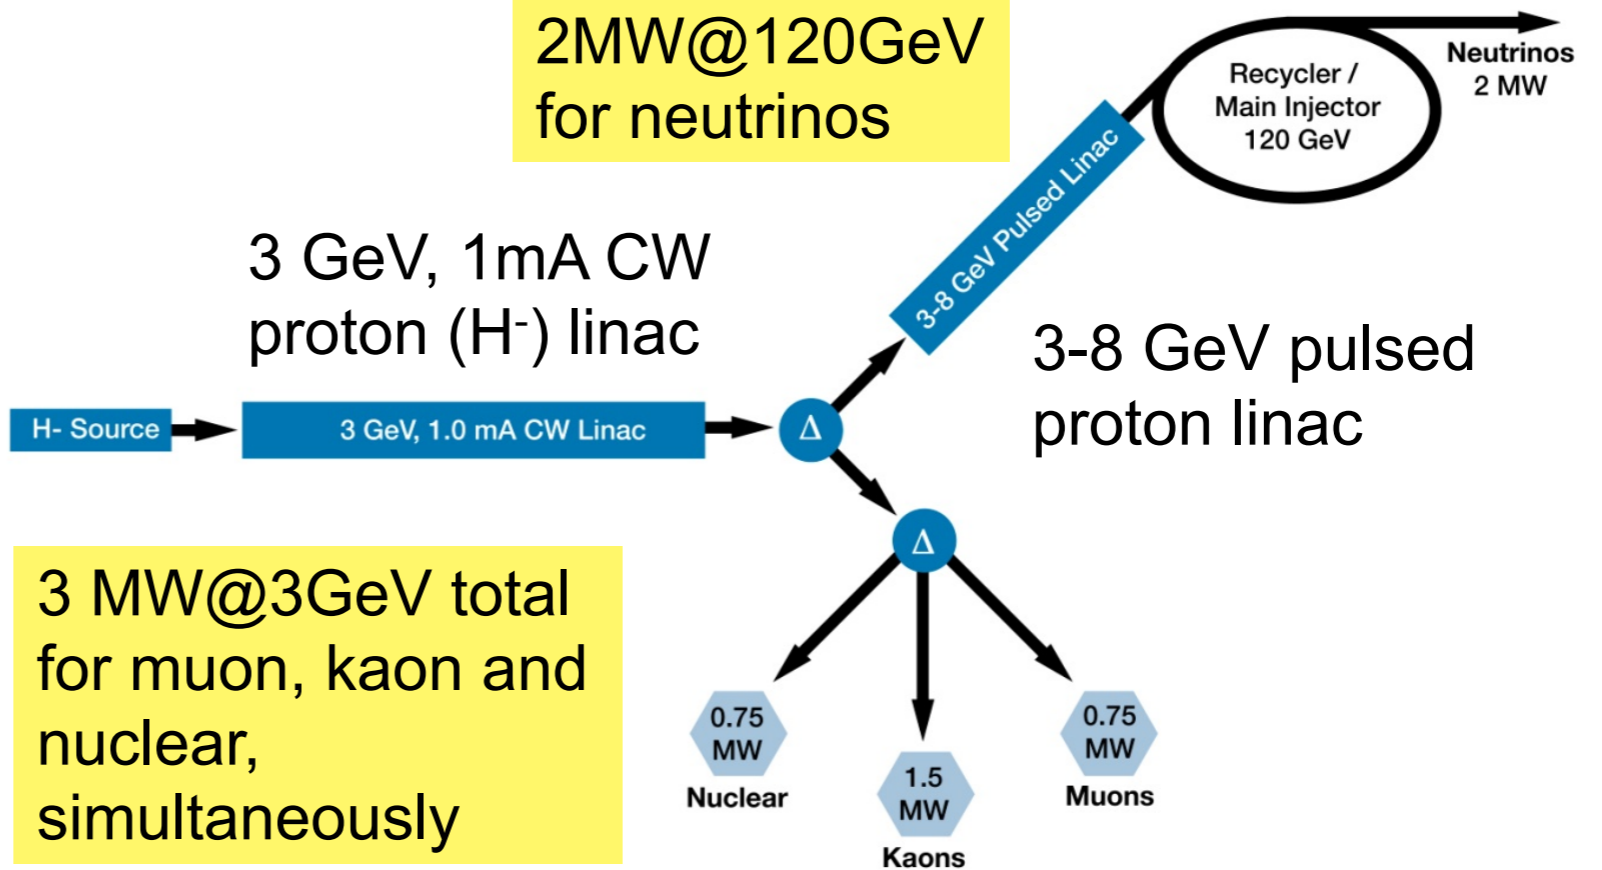 2MW@120GeV
for neutrinos
Neutrinos
2 MW
Recycler /
Main Injector
120 GeV
3-8 GeV Pulsed Linac
3 GeV, 1mA CW
proton (H⁻) linac
3-8 GeV pulsed
proton linac
H- Source
3 GeV, 1.0 mA CW Linac
Δ
Δ
3 MW@3GeV total
for muon, kaon and
nuclear,
simultaneously
0.75
MW
Nuclear
1.5
MW
Kaons
0.75
MW
Muons